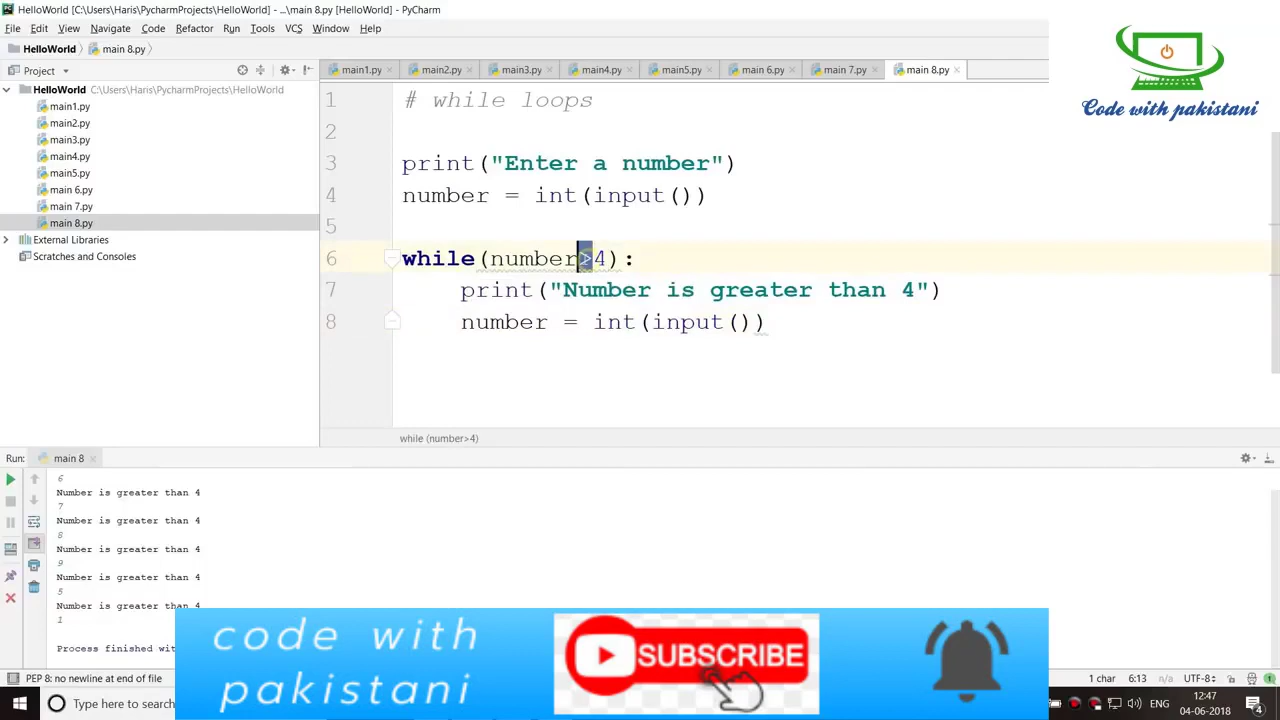 HelloWorld [C:\Users\Haris\PycharmProjects\HelloWorld] - ...\main 8.py [HelloWorld] - PyCharm
File Edit View Navigate Code Refactor Run Tools VCS Window Help
HelloWorld main 8.py
Project
main1.py main2.py main3.py main4.py main5.py main 6.py main 7.py main 8.py
HelloWorld C:\Users\Haris\PycharmProjects\HelloWorld
main1.py
main2.py
main3.py
main4.py
main5.py
main 6.py
main 7.py
main 8.py
External Libraries
Scratches and Consoles
1 # while loops
2
3 print("Enter a number")
4 number = int(input())
5
6 while(number>4):
7 print("Number is greater than 4")
8 number = int(input())
while (number>4)
Code with pakistani
Run: main 8
6
Number is greater than 4
7
Number is greater than 4
8
Number is greater than 4
9
Number is greater than 4
5
Number is greater than 4
1
Process finished wit
code with
pakistani
SUBSCRIBE
PEP 8: no newline at end of file
1 char 6:13 n/a UTF-8
Type here to search
12:47
04-06-2018
4